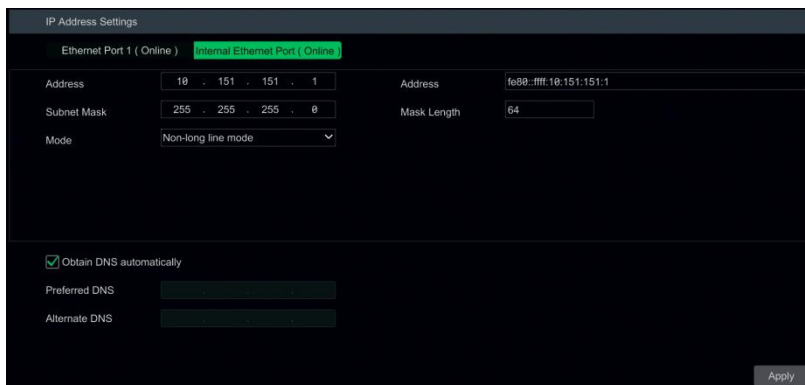 IP Address Settings
Ethernet Port 1 ( Online ) Internal Ethernet Port ( Online )
Address 10 . 151 . 151 . 1 Address fe80::ffff:10:151:151:1
Subnet Mask 255 . 255 . 255 . 0 Mask Length 64
Mode Non-long line mode
Obtain DNS automatically
Preferred DNS . . .
Alternate DNS . . .
Apply